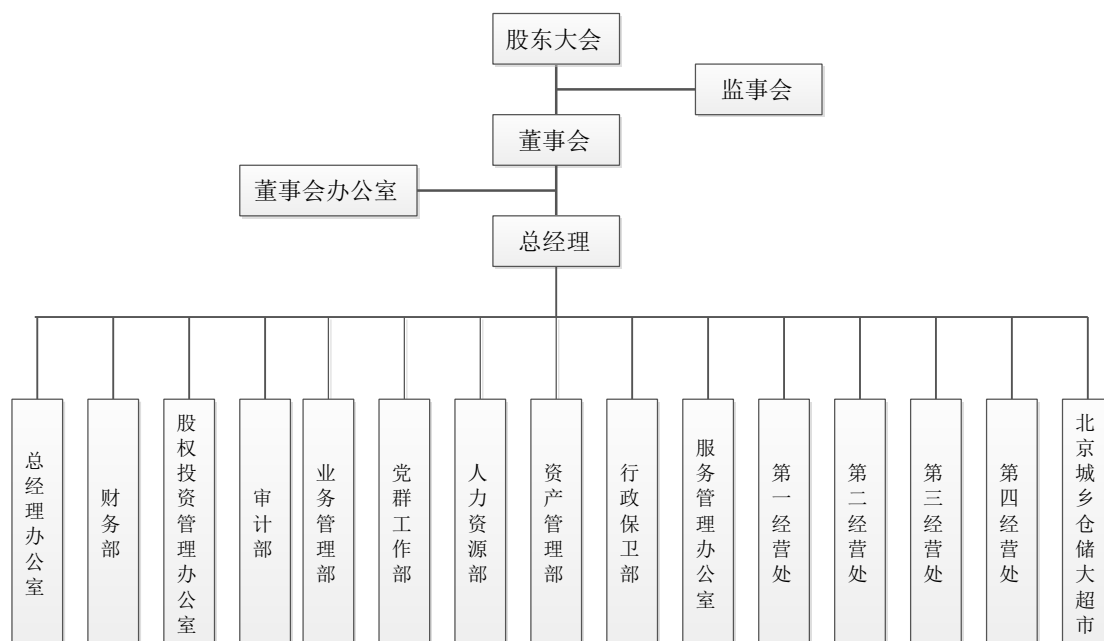 股东大会
监事会
董事会
董事会办公室
总经理
总经理办公室
财务部
股权投资管理办公室
审计部
业务管理部
党群工作部
人力资源部
资产管理部
行政保卫部
服务管理办公室
第一经营处
第二经营处
第三经营处
第四经营处
北京城乡仓储大超市